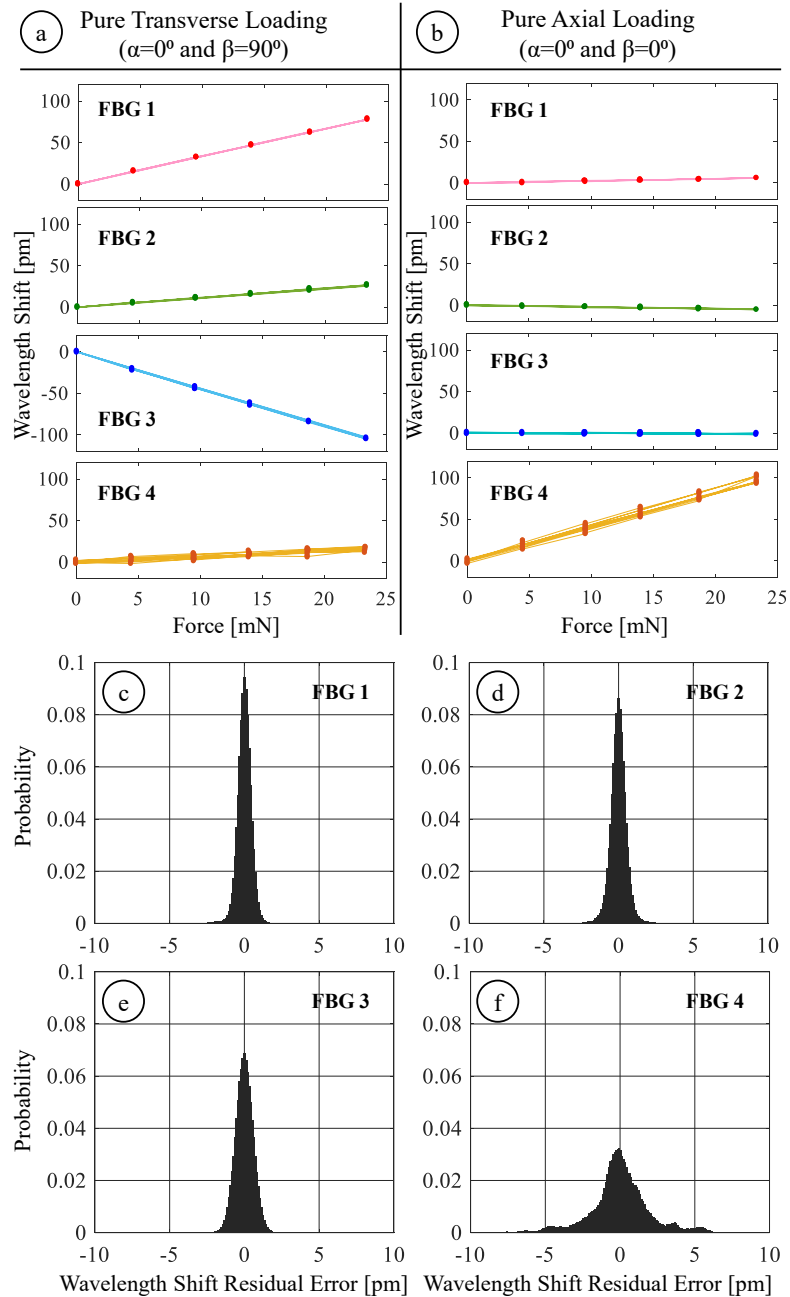 a
Pure Transverse Loading
(α=0º and β=90º)
b
Pure Axial Loading
(α=0º and β=0º)
Wavelength Shift [pm]
100
50
0
FBG 1
100
50
0
FBG 2
0
-50
-100
FBG 3
100
50
0
FBG 4
0 5 10 15 20 25
Force [mN]
Wavelength Shift [pm]
100
50
0
FBG 1
100
50
0
FBG 2
100
50
0
FBG 3
100
50
0
FBG 4
0 5 10 15 20 25
Force [mN]
c
FBG 1
Probability
0.1
0.08
0.06
0.04
0.02
0
-10 -5 0 5 10
d
FBG 2
0.1
0.08
0.06
0.04
0.02
0
-10 -5 0 5 10
e
FBG 3
Probability
0.1
0.08
0.06
0.04
0.02
0
-10 -5 0 5 10
Wavelength Shift Residual Error [pm]
f
FBG 4
0.1
0.08
0.06
0.04
0.02
0
-10 -5 0 5 10
Wavelength Shift Residual Error [pm]